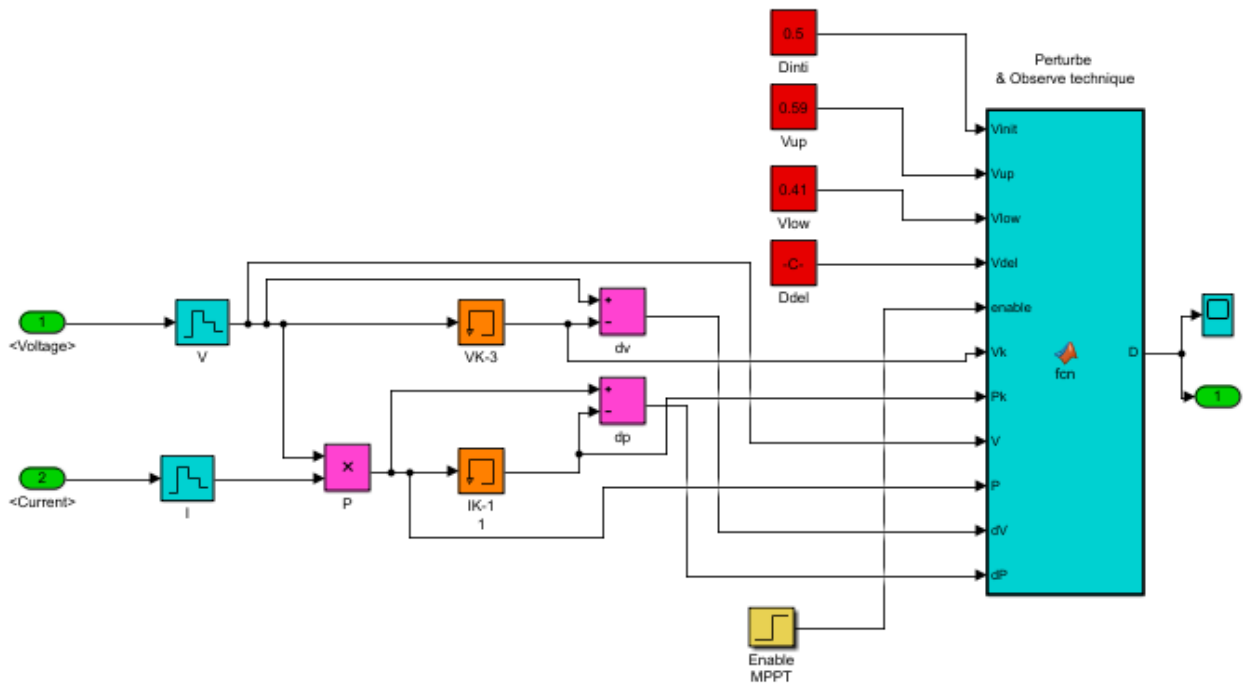 0.5
Dinti
Perturbe
& Observe technique
0.59
Vup
0.41
Vlow
-C-
Ddel
Vinit
Vup
Vlow
Vdel
enable
Vk
Pk
V
P
dV
dP
fcn
D
1
<Voltage>
V
VK-3
+
−
dv
+
−
dp
2
<Current>
I
×
P
IK-1
1
1
Enable
MPPT